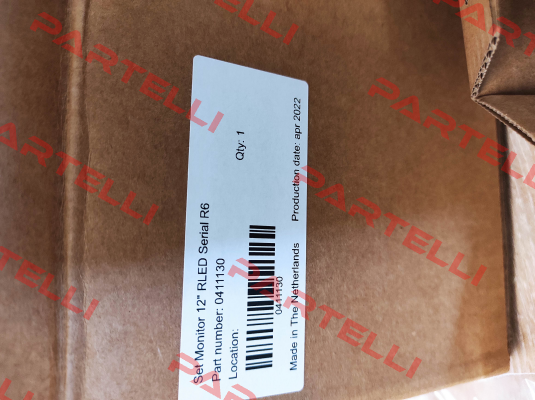 Set Monitor 12" RLED Serial R6
Part number: 0411130
Location:
Qty: 1
0411130
Made in The Netherlands
Production date: apr 2022
PARTELLI
PARTELLI
PARTELLI
PARTELLI
PARTELLI
PARTELLI
PARTELLI